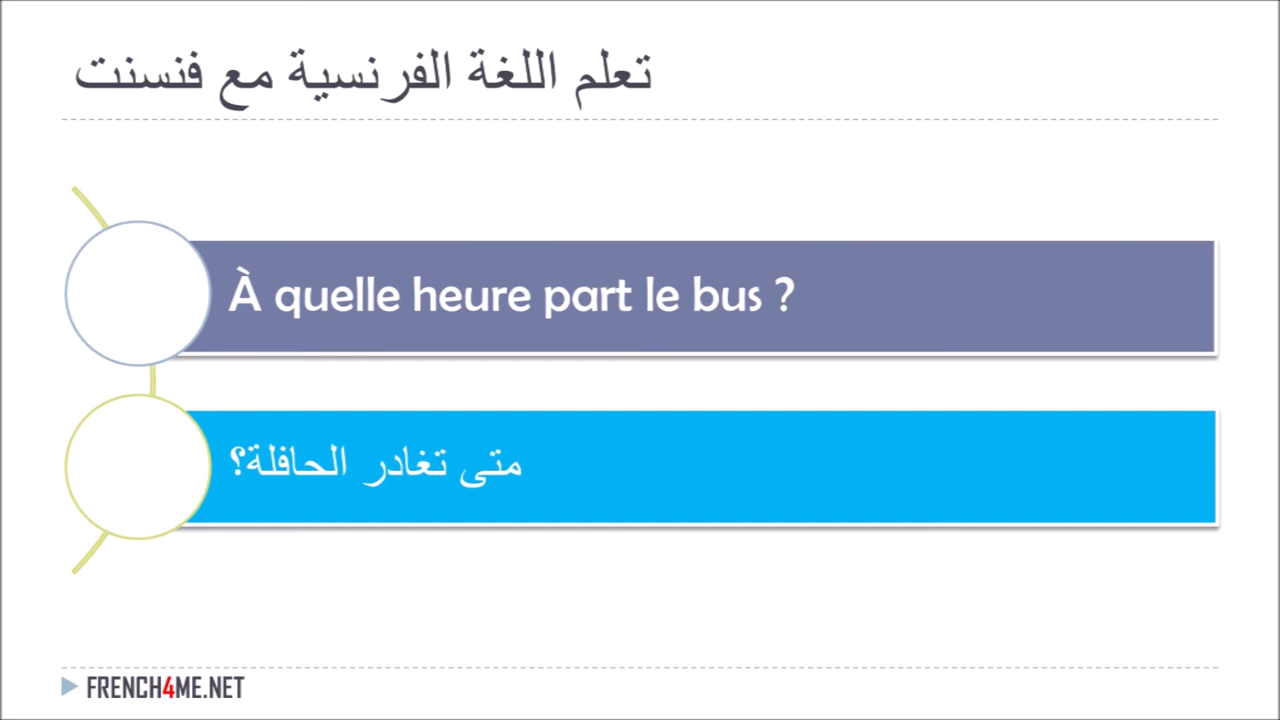 تعلم اللغة الفرنسية مع فنسنت
À quelle heure part le bus ?
متى تغادر الحافلة؟
FRENCH4ME.NET